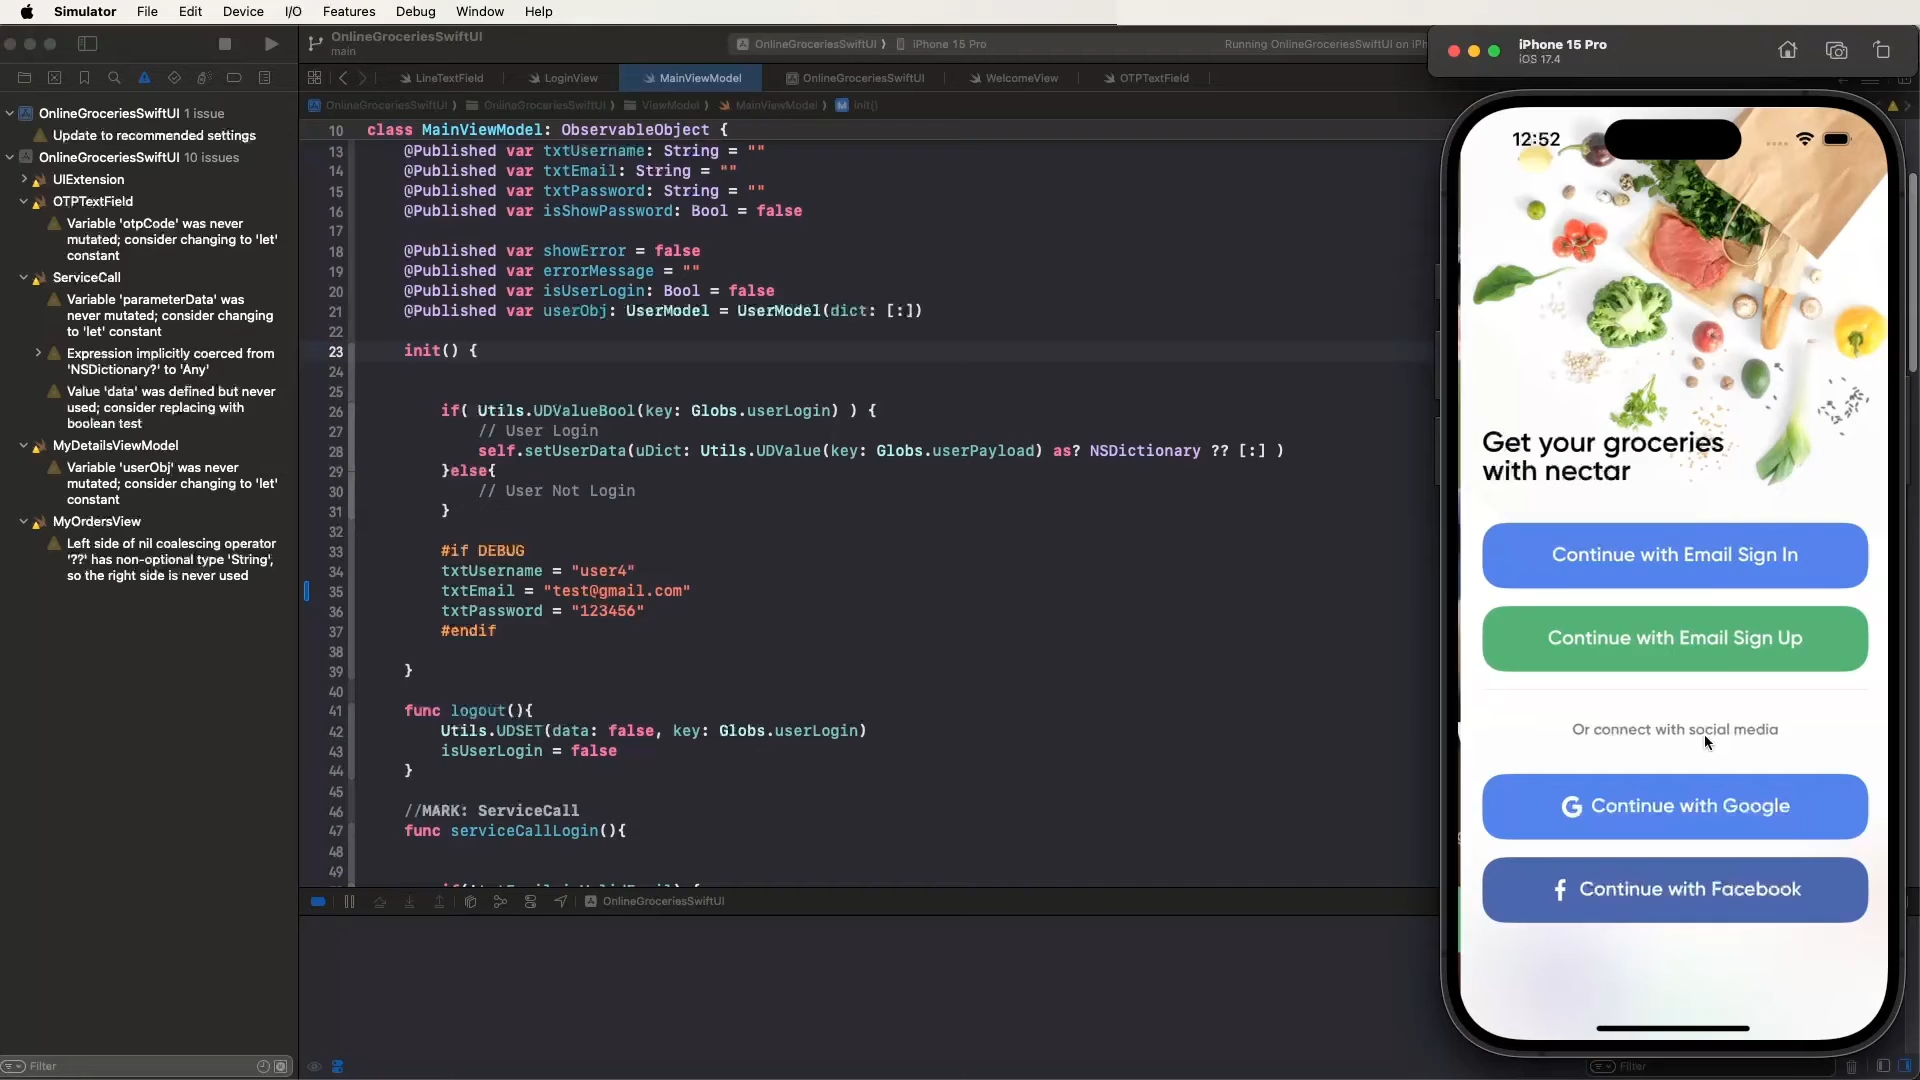 Simulator File Edit Device I/O Features Debug Window Help
OnlineGroceriesSwiftUI
main
OnlineGroceriesSwiftUI 〉 iPhone 15 Pro
Running OnlineGroceriesSwiftUI on iPh
iPhone 15 Pro
iOS 17.4
LineTextField LoginView MainViewModel OnlineGroceriesSwiftUI WelcomeView OTPTextField
OnlineGroceriesSwiftUI 〉 OnlineGroceriesSwiftUI 〉 ViewModel 〉 MainViewModel 〉 M init()
OnlineGroceriesSwiftUI 1 issue
Update to recommended settings
OnlineGroceriesSwiftUI 10 issues
UIExtension
OTPTextField
Variable 'otpCode' was never
mutated; consider changing to 'let'
constant
ServiceCall
Variable 'parameterData' was
never mutated; consider changing
to 'let' constant
Expression implicitly coerced from
'NSDictionary?' to 'Any'
Value 'data' was defined but never
used; consider replacing with
boolean test
MyDetailsViewModel
Variable 'userObj' was never
mutated; consider changing to 'let'
constant
MyOrdersView
Left side of nil coalescing operator
'??' has non-optional type 'String',
so the right side is never used
Filter
10 class MainViewModel: ObservableObject {
13 @Published var txtUsername: String = ""
14 @Published var txtEmail: String = ""
15 @Published var txtPassword: String = ""
16 @Published var isShowPassword: Bool = false
17
18 @Published var showError = false
19 @Published var errorMessage = ""
20 @Published var isUserLogin: Bool = false
21 @Published var userObj: UserModel = UserModel(dict: [:])
22
23 init() {
24
25
26 if( Utils.UDValueBool(key: Globs.userLogin) ) {
27 // User Login
28 self.setUserData(uDict: Utils.UDValue(key: Globs.userPayload) as? NSDictionary ?? [:] )
29 }else{
30 // User Not Login
31 }
32
33 #if DEBUG
34 txtUsername = "user4"
35 txtEmail = "test@gmail.com"
36 txtPassword = "123456"
37 #endif
38
39 }
40
41 func logout(){
42 Utils.UDSET(data: false, key: Globs.userLogin)
43 isUserLogin = false
44 }
45
46 //MARK: ServiceCall
47 func serviceCallLogin(){
48
49
OnlineGroceriesSwiftUI
Filter
12:52
Get your groceries
with nectar
Continue with Email Sign In
Continue with Email Sign Up
Or connect with social media
G Continue with Google
f Continue with Facebook